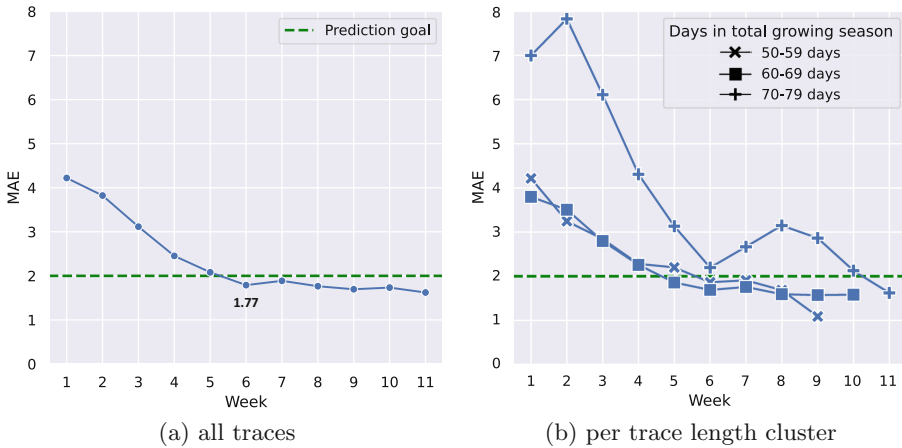 8
7
6
5
4
3
2
1
0
MAE
Prediction goal
1.77
1 2 3 4 5 6 7 8 9 10 11
Week
(a) all traces
8
7
6
5
4
3
2
1
0
MAE
Days in total growing season
50-59 days
60-69 days
70-79 days
1 2 3 4 5 6 7 8 9 10 11
Week
(b) per trace length cluster